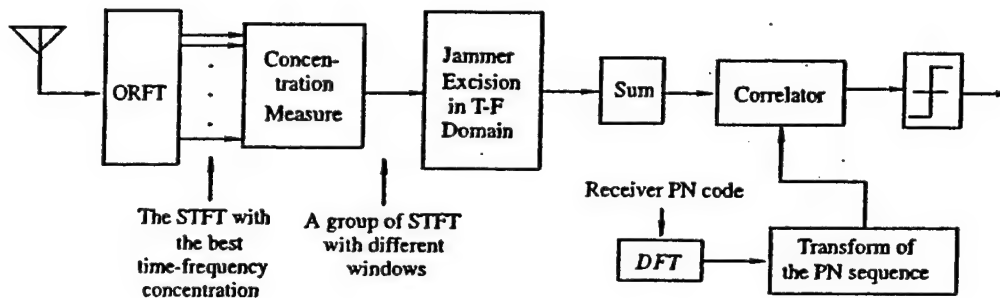 ORFT
Concen-
tration
Measure
Jammer
Excision
in T-F
Domain
Sum
Correlator
The STFT with
the best
time-frequency
concentration
A group of STFT
with different
windows
Receiver PN code
DFT
Transform of
the PN sequence